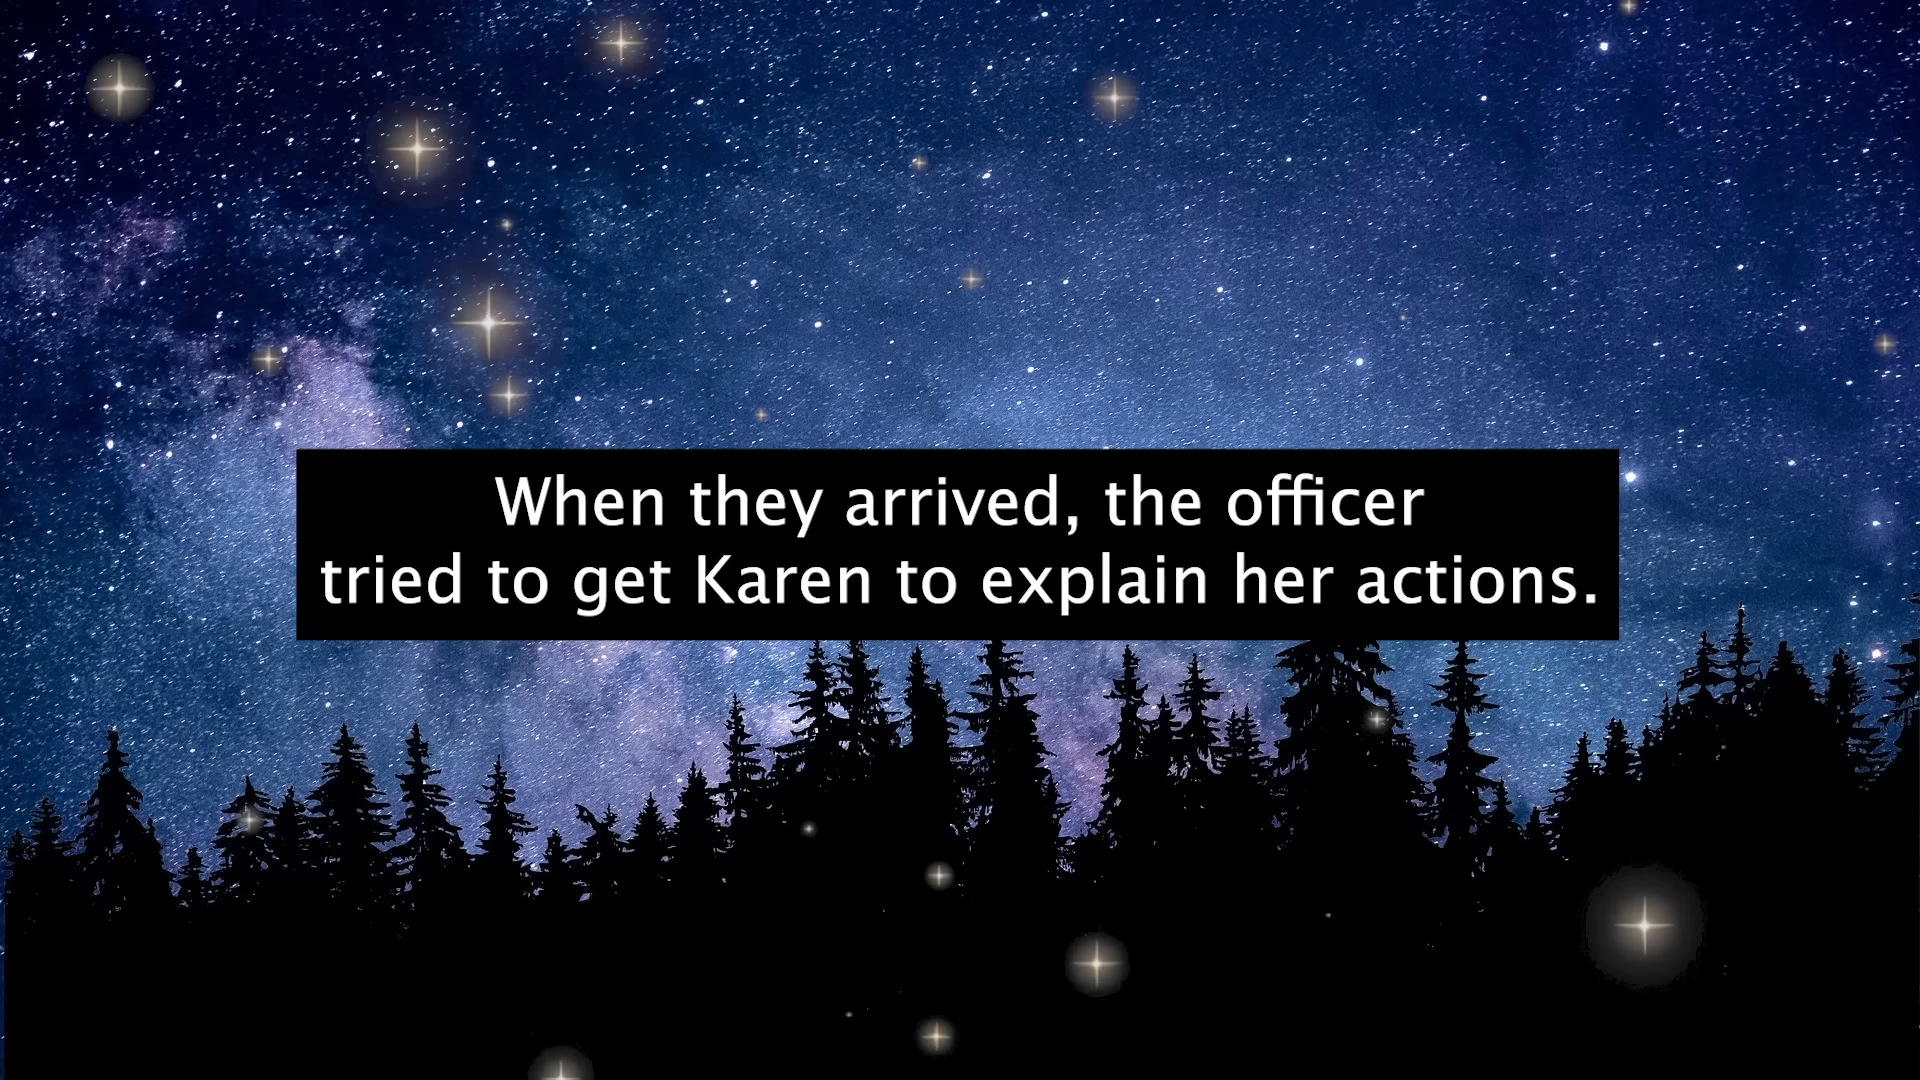 When they arrived, the officer
tried to get Karen to explain her actions.